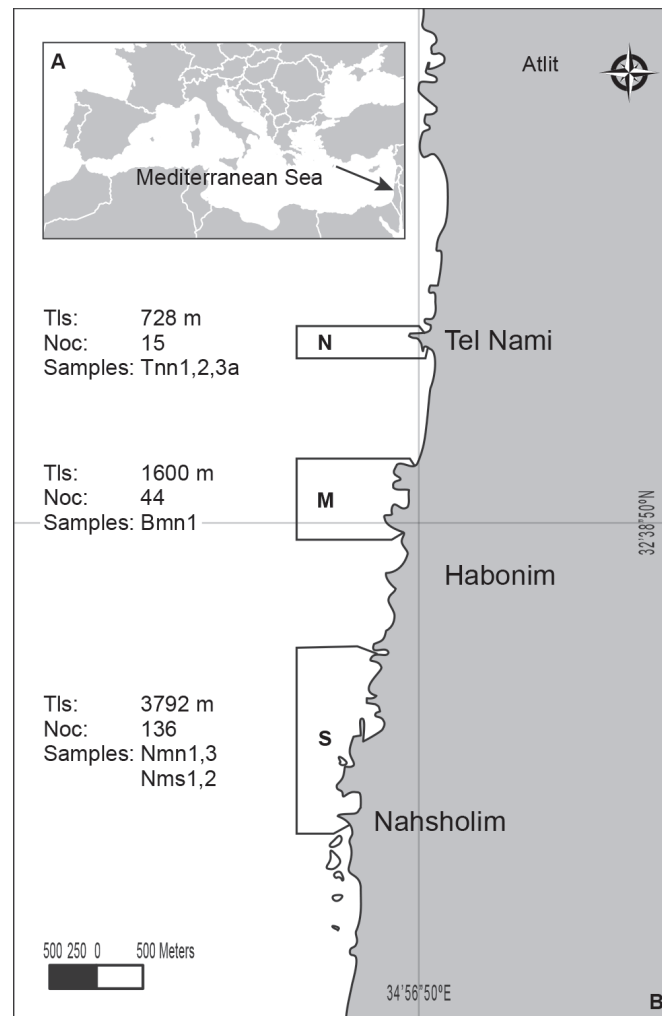 A
Atlit
Mediterranean Sea
Tls: 728 m
Noc: 15
Samples: Tnn1,2,3a
N
Tel Nami
Tls: 1600 m
Noc: 44
Samples: Bmn1
M
32'38"50ºN
Habonim
Tls: 3792 m
Noc: 136
Samples: Nmn1,3
Nms1,2
S
Nahsholim
500 250 0 500 Meters
34'56"50ºE
B